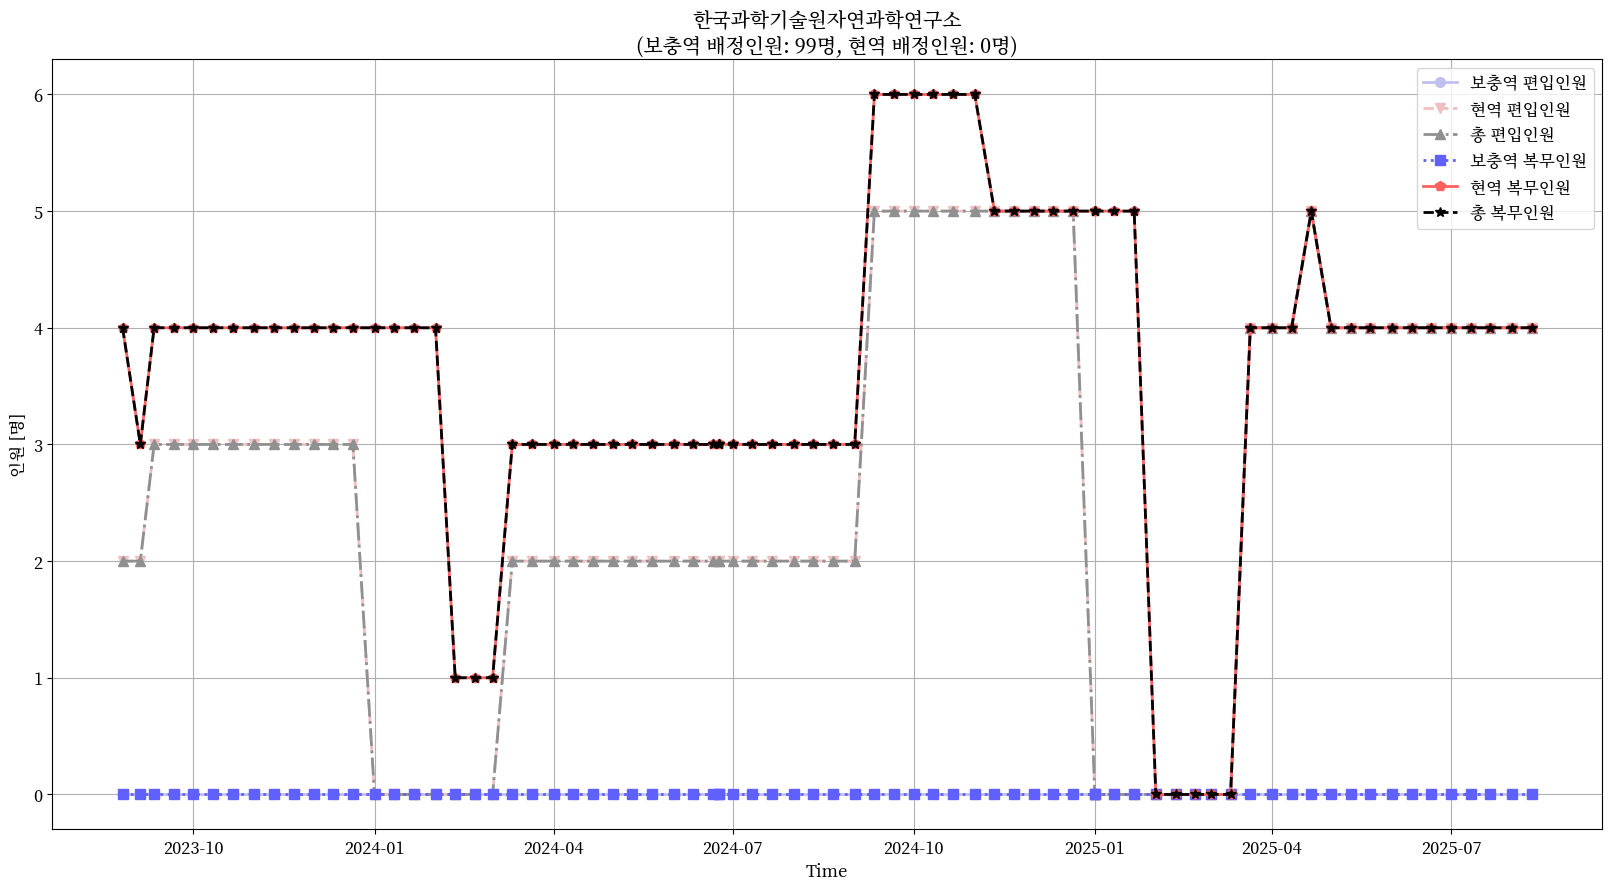 한국과학기술원자연과학연구소
(보충역 배정인원: 99명, 현역 배정인원: 0명)
보충역 편입인원
현역 편입인원
총 편입인원
보충역 복무인원
현역 복무인원
총 복무인원
인원 [명]
6
5
4
3
2
1
0
2023-10
2024-01
2024-04
2024-07
2024-10
2025-01
2025-04
2025-07
Time